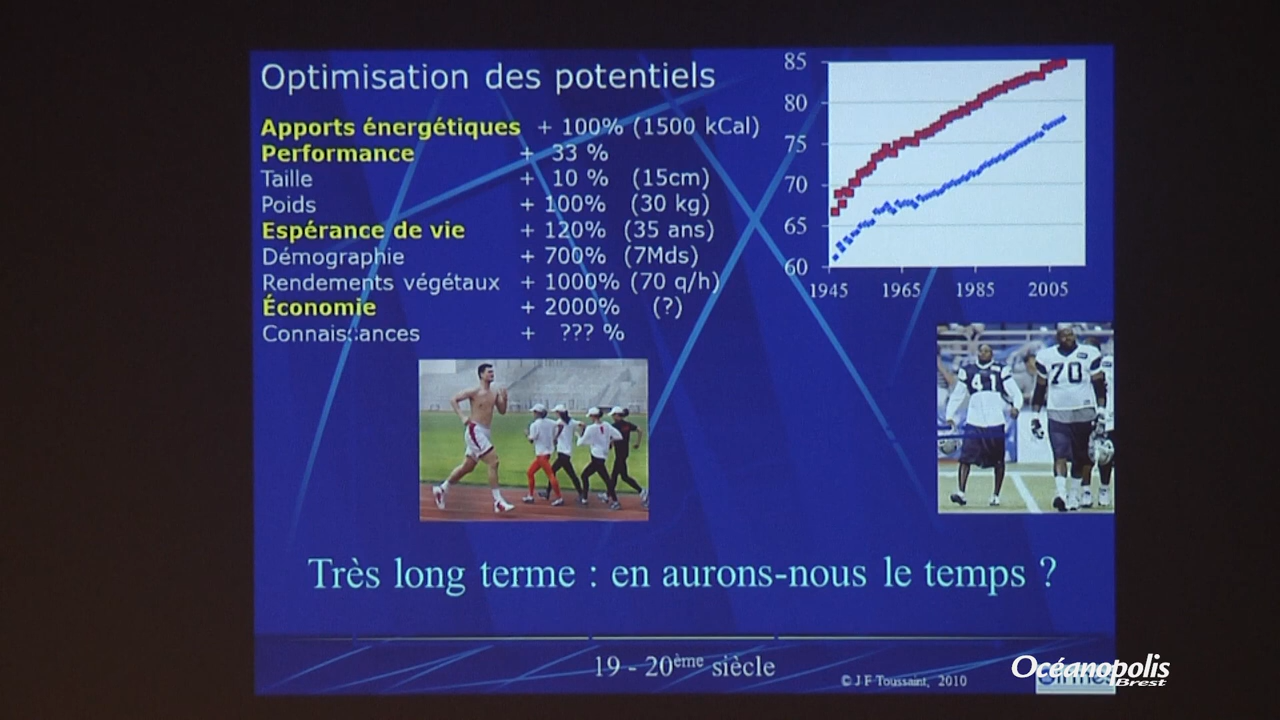 Optimisation des potentiels
Apports énergétiques + 100% (1500 kCal)
Performance + 33 %
Taille + 10 % (15cm)
Poids + 100% (30 kg)
Espérance de vie + 120% (35 ans)
Démographie + 700% (7Mds)
Rendements végétaux + 1000% (70 q/h)
Économie + 2000% (?)
Connaissances + ??? %
85
80
75
70
65
60
1945 1965 1985 2005
41
70
Très long terme : en aurons-nous le temps ?
19 - 20ème siècle
© J F Toussaint, 2010
Océanopolis
Brest